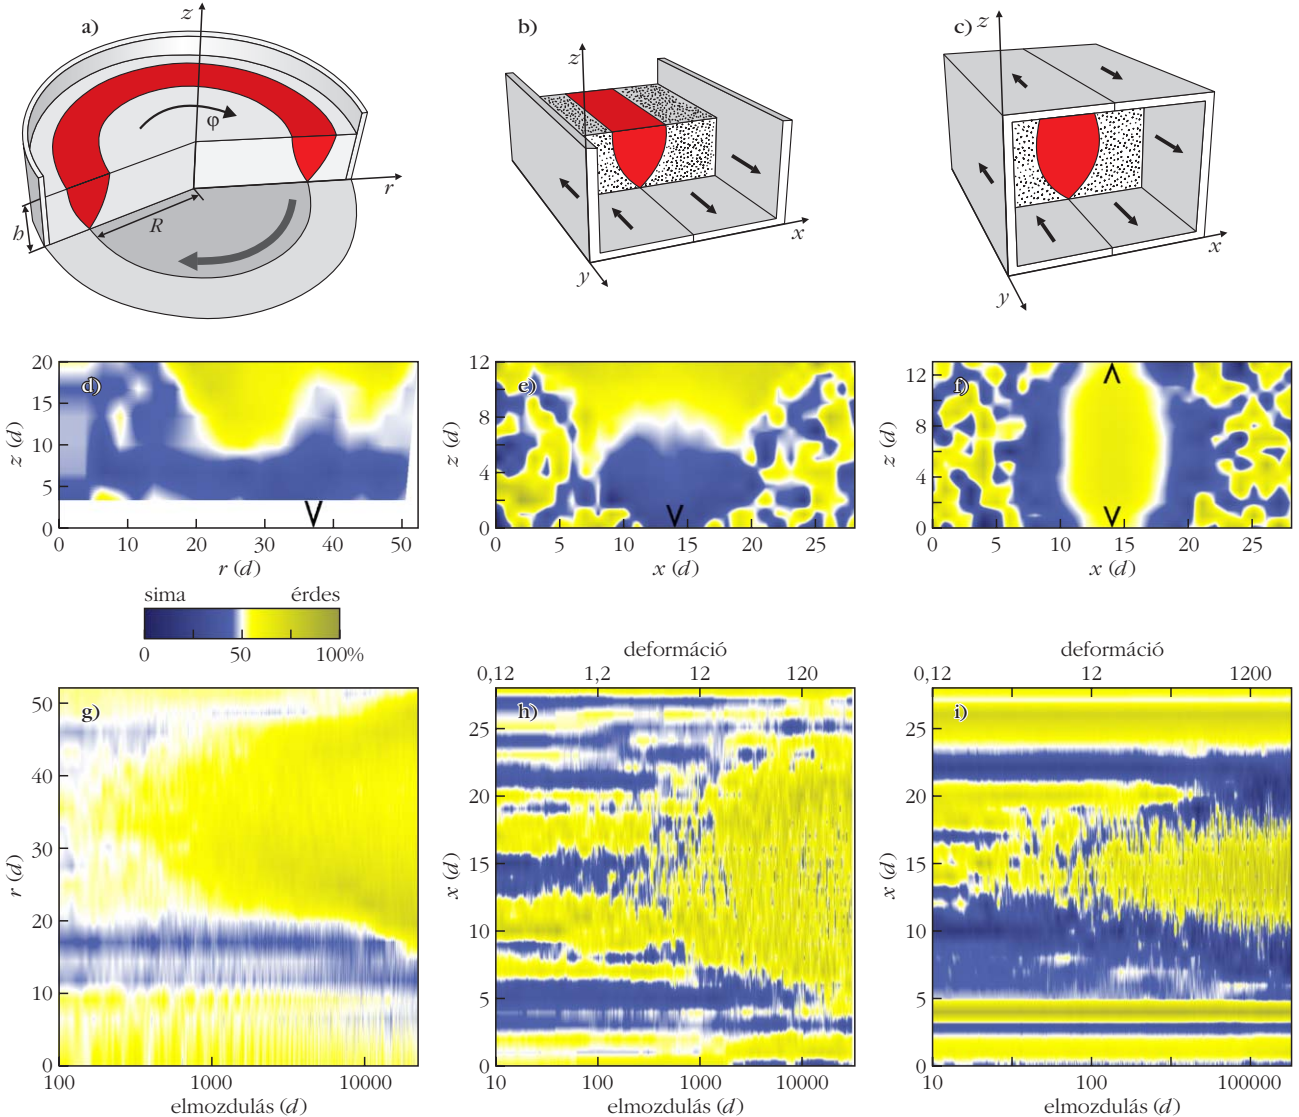 a)
z
φ
r
R
h
b)
z
x
y
c)
z
x
y
d)
20
15
10
5
0
z (d)
0 10 20 30 40 50
r (d)
e)
12
10
8
6
4
2
0
z (d)
0 5 10 15 20 25
x (d)
f)
12
8
4
0
z (d)
0 5 10 15 20 25
x (d)
sima érdes
0 50 100%
g)
50
40
30
20
10
0
r (d)
100 1000 10000
elmozdulás (d)
deformáció
0,12 1,2 12 120
h)
25
20
15
10
5
0
x (d)
10 100 1000 10000
elmozdulás (d)
deformáció
0,12 12 1200
i)
25
20
15
10
5
0
x (d)
10 100 100000
elmozdulás (d)